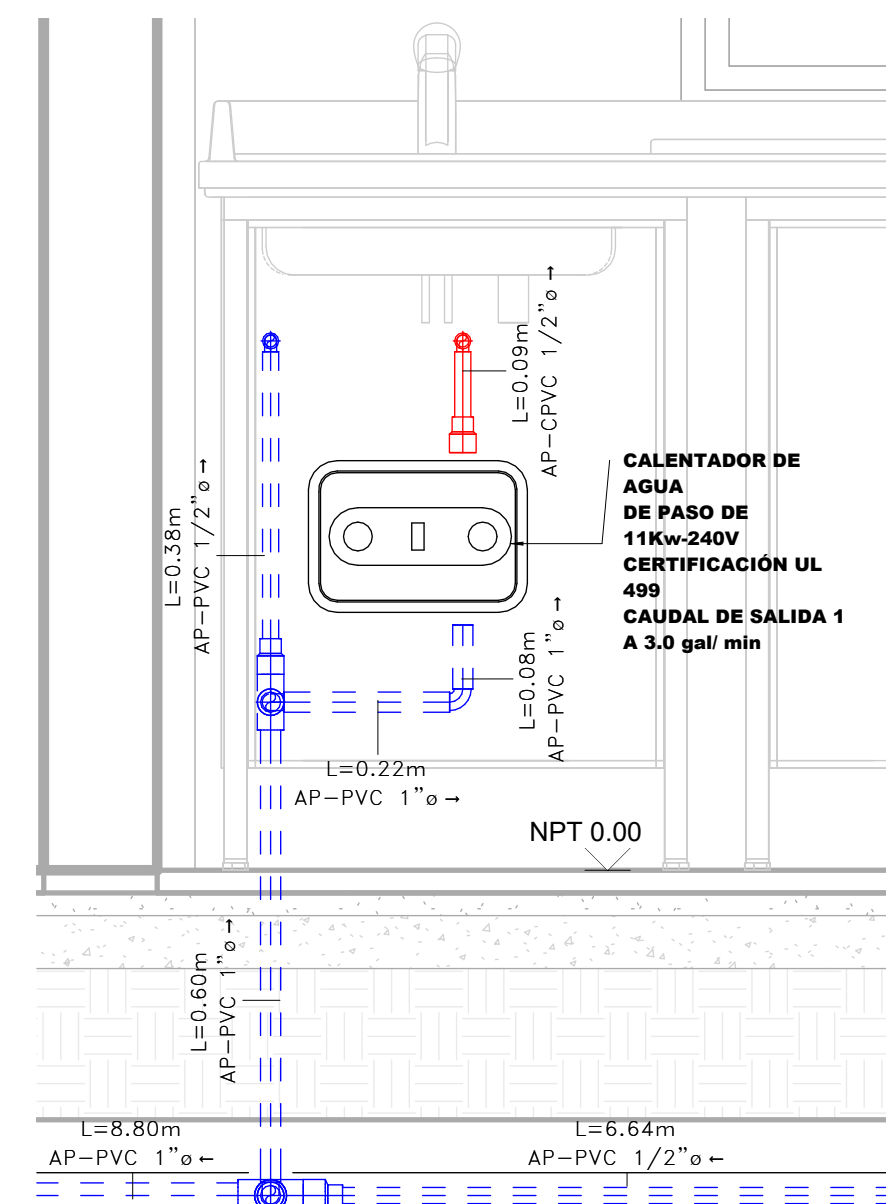 L=0.09m
AP-CPVC 1/2”ø →
CALENTADOR DE
AGUA
DE PASO DE
11Kw-240V
CERTIFICACIÓN UL
499
CAUDAL DE SALIDA 1
A 3.0 gal/ min
L=0.38m
AP-PVC 1/2”ø →
L=0.08m
AP-PVC 1”ø →
L=0.22m
AP-PVC 1”ø →
NPT 0.00
L=0.60m
AP-PVC 1”ø →
L=8.80m
AP-PVC 1”ø ←
L=6.64m
AP-PVC 1/2”ø ←